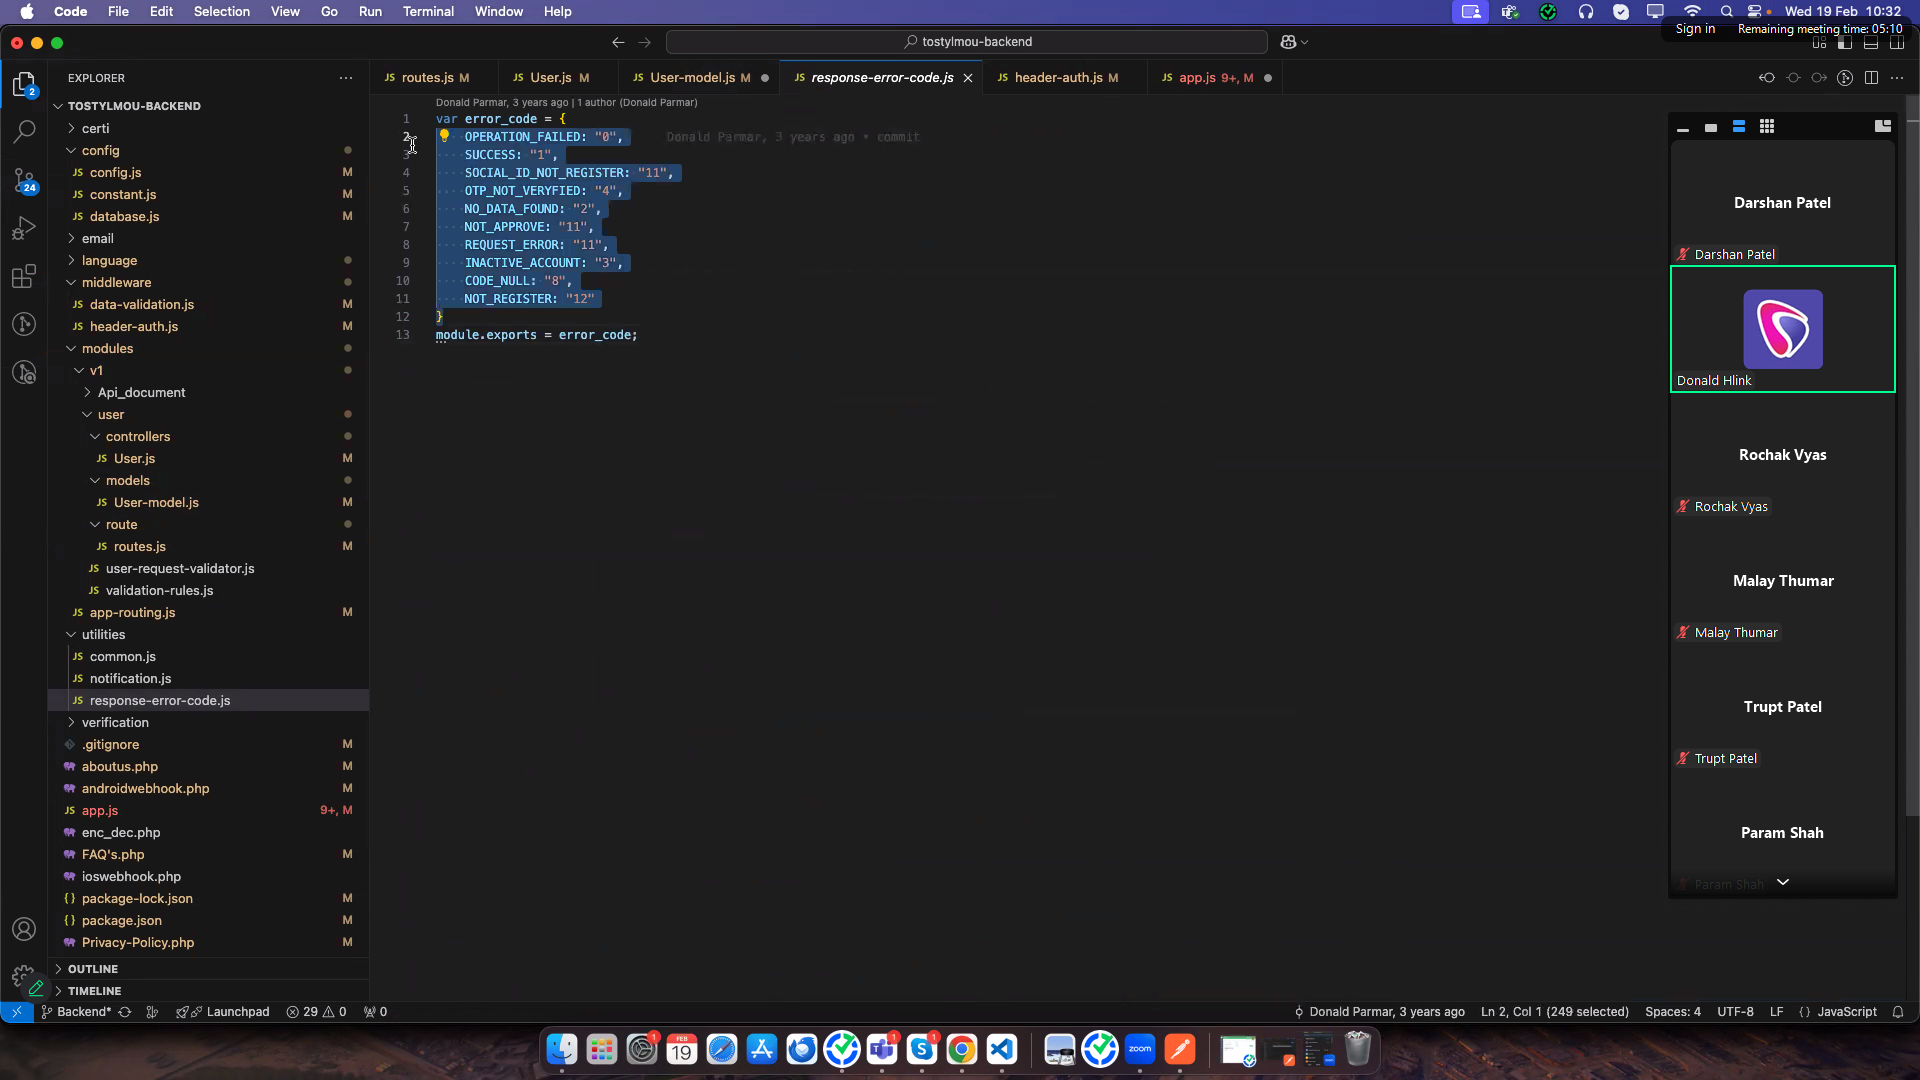 Code File Edit Selection View Go Run Terminal Window Help
Wed 19 Feb 10:32
Sign in Remaining meeting time: 05:10
tostylmou-backend
EXPLORER
routes.js M
User.js M
User-model.js M
response-error-code.js
header-auth.js M
app.js 9+, M
TOSTYLMOU-BACKEND
certi
config
config.js M
constant.js M
database.js M
email
language
middleware
data-validation.js M
header-auth.js M
modules
v1
Api_document
user
controllers
User.js M
models
User-model.js M
route
routes.js M
user-request-validator.js
validation-rules.js
app-routing.js M
utilities
common.js
notification.js
response-error-code.js
verification
.gitignore M
aboutus.php M
androidwebhook.php M
app.js 9+, M
enc_dec.php
FAQ's.php M
ioswebhook.php
package-lock.json M
package.json M
Privacy-Policy.php M
OUTLINE
TIMELINE
2
24
Donald Parmar, 3 years ago | 1 author (Donald Parmar)
1 var error_code = {
2 OPERATION_FAILED: "0", Donald Parmar, 3 years ago • commit
3 SUCCESS: "1",
4 SOCIAL_ID_NOT_REGISTER: "11",
5 OTP_NOT_VERYFIED: "4",
6 NO_DATA_FOUND: "2",
7 NOT_APPROVE: "11",
8 REQUEST_ERROR: "11",
9 INACTIVE_ACCOUNT: "3",
10 CODE_NULL: "8",
11 NOT_REGISTER: "12"
12 }
13 module.exports = error_code;
Darshan Patel
Darshan Patel
Donald Hlink
Rochak Vyas
Rochak Vyas
Malay Thumar
Malay Thumar
Trupt Patel
Trupt Patel
Param Shah
Param Shah
Backend* Launchpad 29 0 0
Donald Parmar, 3 years ago Ln 2, Col 1 (249 selected) Spaces: 4 UTF-8 LF {} JavaScript
1
FEB
19
1
1
zoom